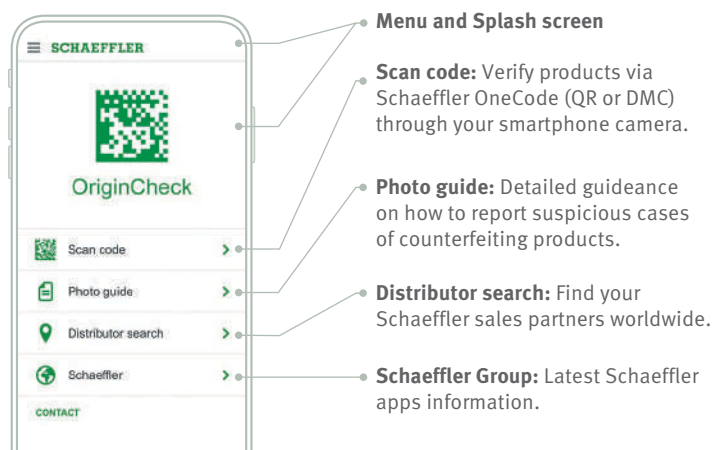 SCHAEFFLER
OriginCheck
Scan code
Photo guide
Distributor search
Schaeffler
CONTACT
Menu and Splash screen
Scan code: Verify products via
Schaeffler OneCode (QR or DMC)
through your smartphone camera.
Photo guide: Detailed guideance
on how to report suspicious cases
of counterfeiting products.
Distributor search: Find your
Schaeffler sales partners worldwide.
Schaeffler Group: Latest Schaeffler
apps information.